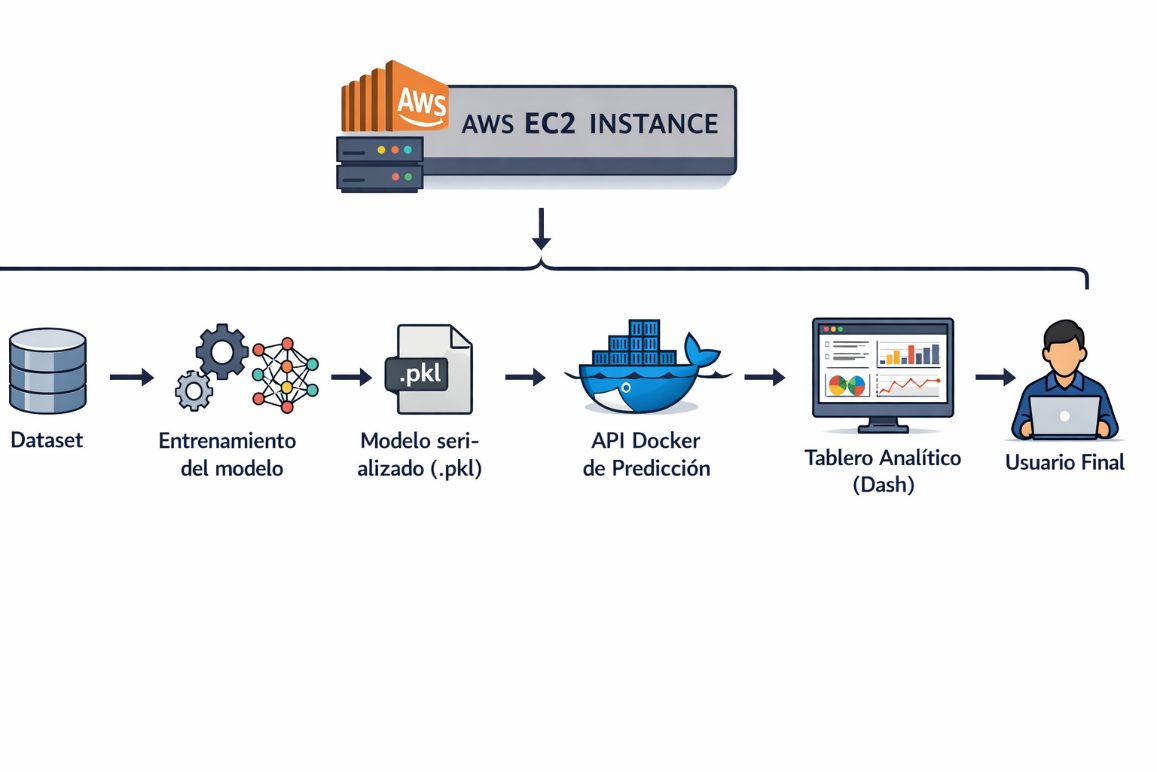 AWS
AWS EC2 INSTANCE
.pkl
Dataset
Entrenamiento
del modelo
Modelo seri-
alizado (.pkl)
API Docker
de Predicción
Tablero Analítico
(Dash)
Usuario Final